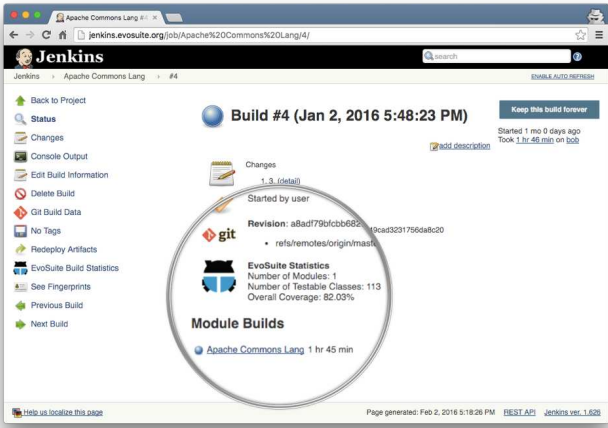 Apache Commons Lang #4
jenkins.evosuite.org/job/Apache%20Commons%20Lang/4/
Jenkins
search
Jenkins › Apache Commons Lang › #4
ENABLE AUTO REFRESH
Back to Project
Status
Changes
Console Output
Edit Build Information
Delete Build
Git Build Data
No Tags
Redeploy Artifacts
EvoSuite Build Statistics
See Fingerprints
Previous Build
Next Build
Build #4 (Jan 2, 2016 5:48:23 PM)
Keep this build forever
Started 1 mo 0 days ago
Took 1 hr 46 min on bob
add description
Changes
1. 3. (detail)
Started by user
git
Revision: a8adf79bfcbb682
49cad3231756da8c20
refs/remotes/origin/mast
EvoSuite Statistics
Number of Modules: 1
Number of Testable Classes: 113
Overall Coverage: 82.03%
Module Builds
Apache Commons Lang 1 hr 45 min
Help us localize this page
Page generated: Feb 2, 2016 5:18:26 PM REST API Jenkins ver. 1.626